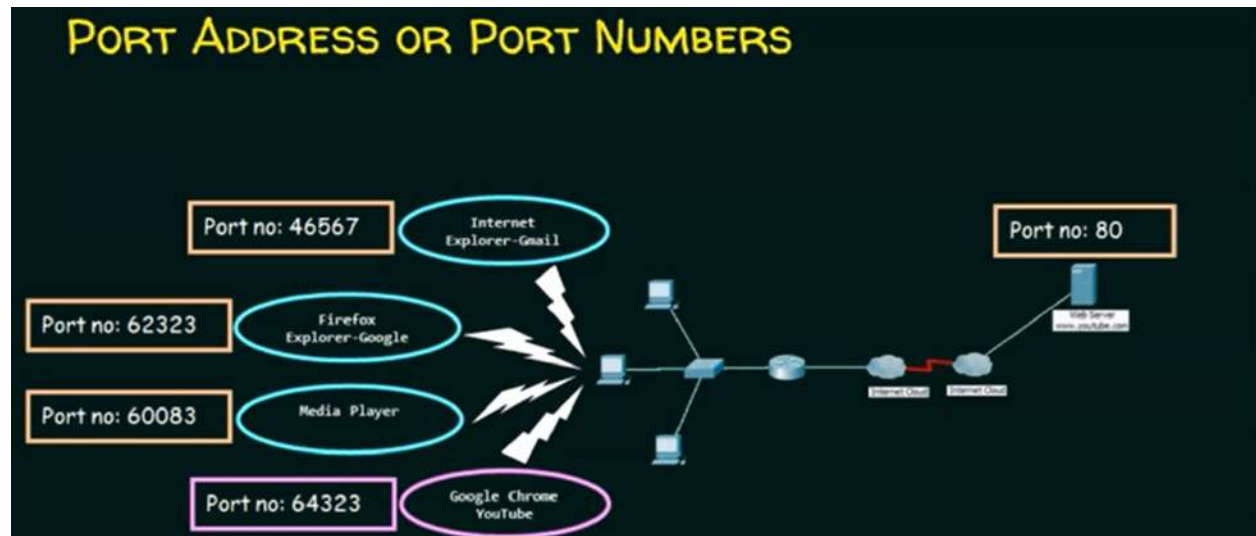 PORT ADDRESS OR PORT NUMBERS
Port no: 46567
Internet
Explorer-Gmail
Port no: 80
Port no: 62323
Firefox
Explorer-Google
Web Server
www.youtube.com
Port no: 60083
Media Player
Internet Cloud
Internet Cloud
Port no: 64323
Google Chrome
YouTube